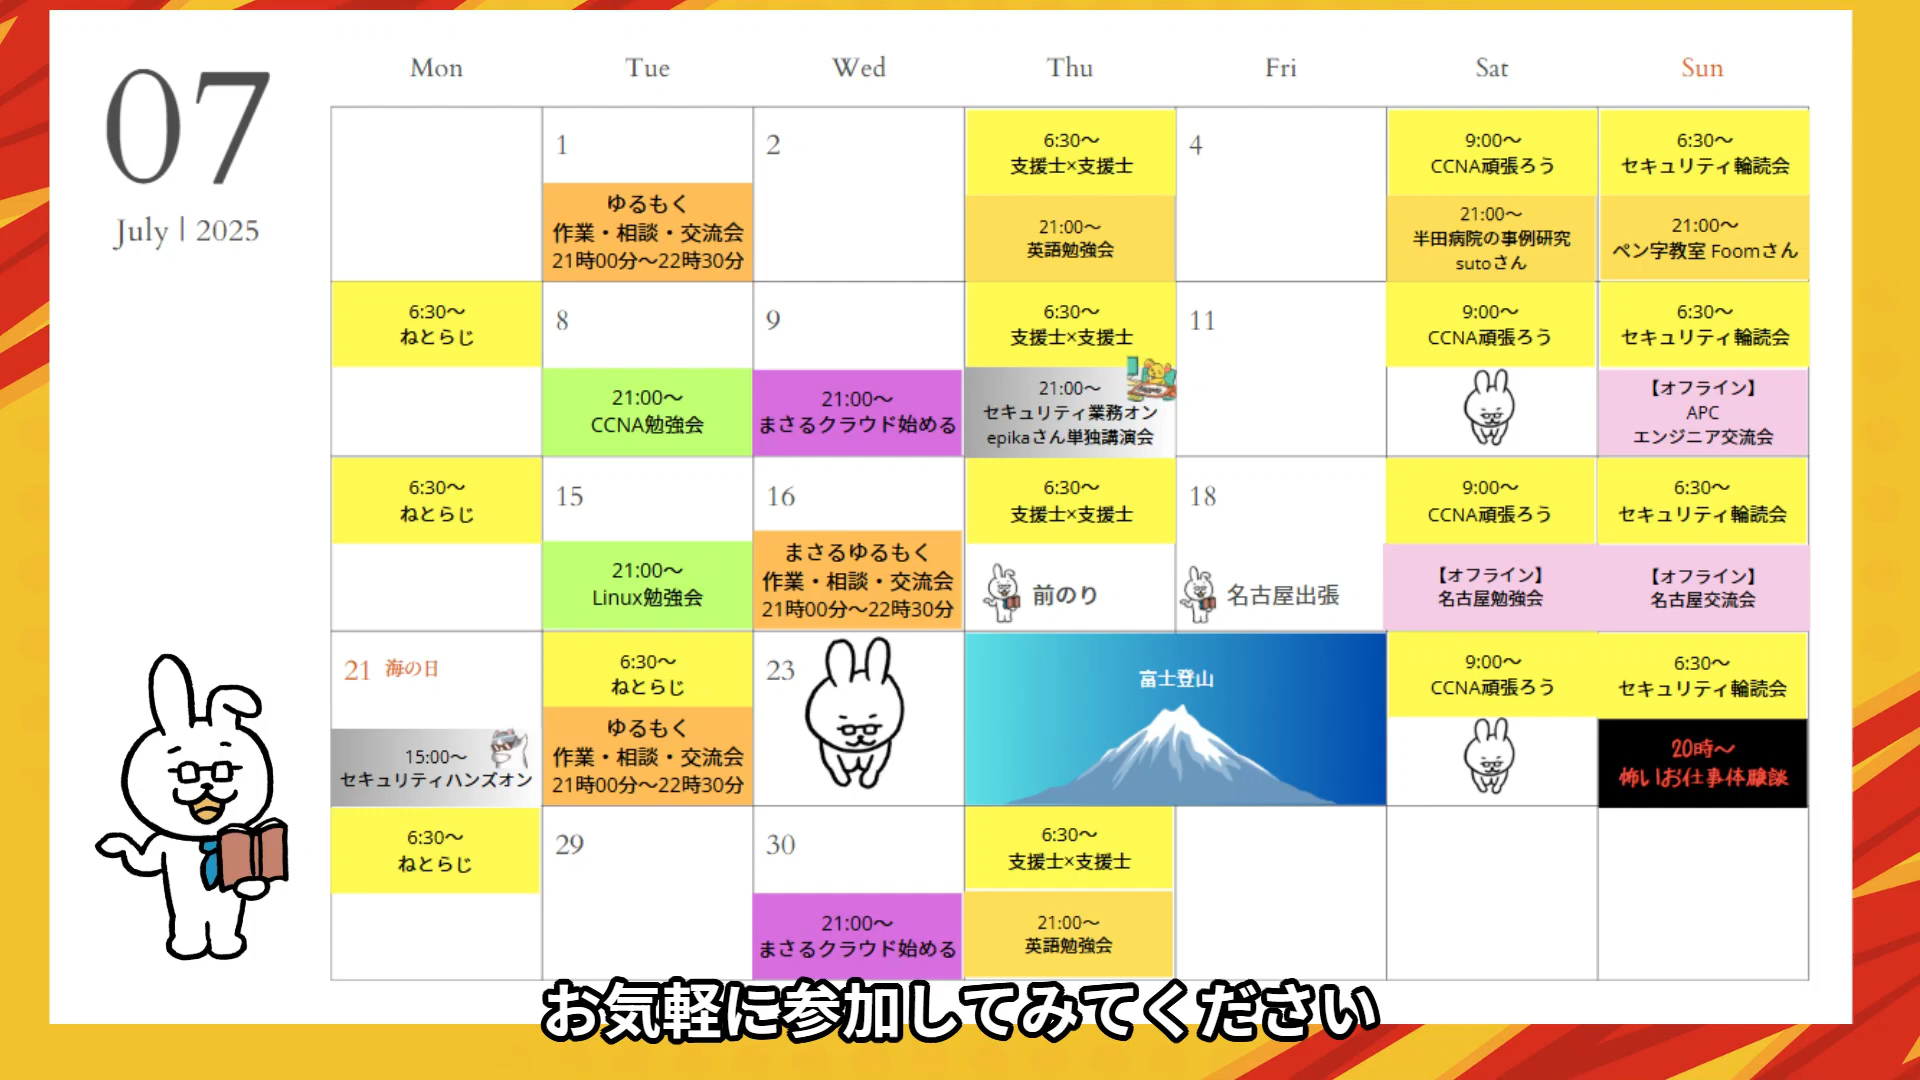 07
July | 2025
Mon
Tue
Wed
Thu
Fri
Sat
Sun
1
ゆるもく
作業・相談・交流会
21時00分〜22時30分
2
6:30〜
支援士×支援士
21:00〜
英語勉強会
4
9:00〜
CCNA頑張ろう
21:00〜
半田病院の事例研究
sutoさん
6:30〜
セキュリティ輪読会
21:00〜
ペン字教室 Foomさん
6:30〜
ねとらじ
8
21:00〜
CCNA勉強会
9
21:00〜
まさるクラウド始める
6:30〜
支援士×支援士
21:00〜
セキュリティ業務オン
epikaさん単独講演会
11
9:00〜
CCNA頑張ろう
6:30〜
セキュリティ輪読会
【オフライン】
APC
エンジニア交流会
6:30〜
ねとらじ
15
21:00〜
Linux勉強会
16
まさるゆるもく
作業・相談・交流会
21時00分〜22時30分
6:30〜
支援士×支援士
前のり
18
名古屋出張
9:00〜
CCNA頑張ろう
【オフライン】
名古屋勉強会
6:30〜
セキュリティ輪読会
【オフライン】
名古屋交流会
21 海の日
15:00〜
セキュリティハンズオン
6:30〜
ねとらじ
ゆるもく
作業・相談・交流会
21時00分〜22時30分
23
富士登山
9:00〜
CCNA頑張ろう
6:30〜
セキュリティ輪読会
20時〜
怖いお仕事体験談
6:30〜
ねとらじ
29
30
21:00〜
まさるクラウド始める
6:30〜
支援士×支援士
21:00〜
英語勉強会
お気軽に参加してみてください